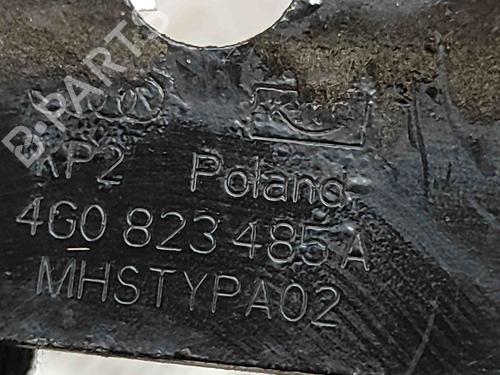 B-PARTS
KP2 Poland
4G0 823 485 A
MHSTYPA02